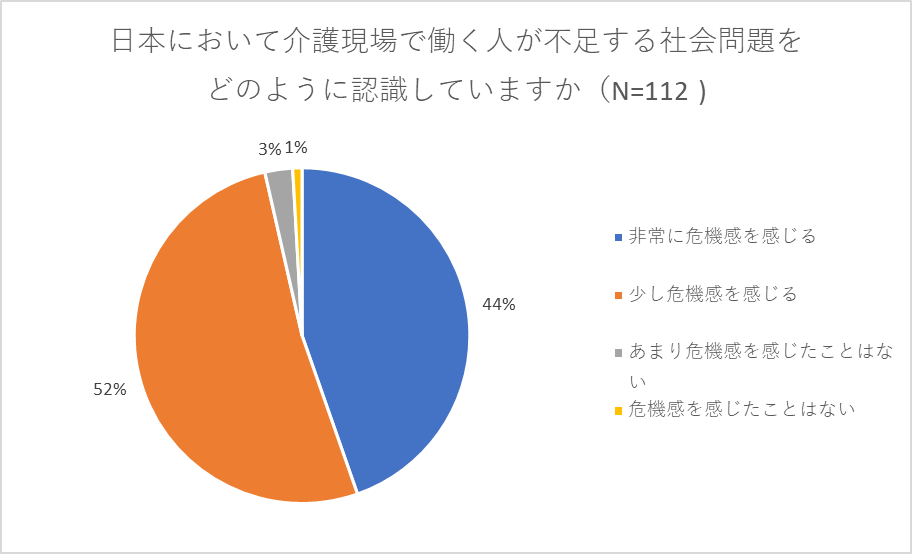 日本において介護現場で働く人が不足する社会問題を
どのように認識していますか（N=112 )
3%
1%
44%
52%
非常に危機感を感じる
少し危機感を感じる
あまり危機感を感じたことはな
い
危機感を感じたことはない